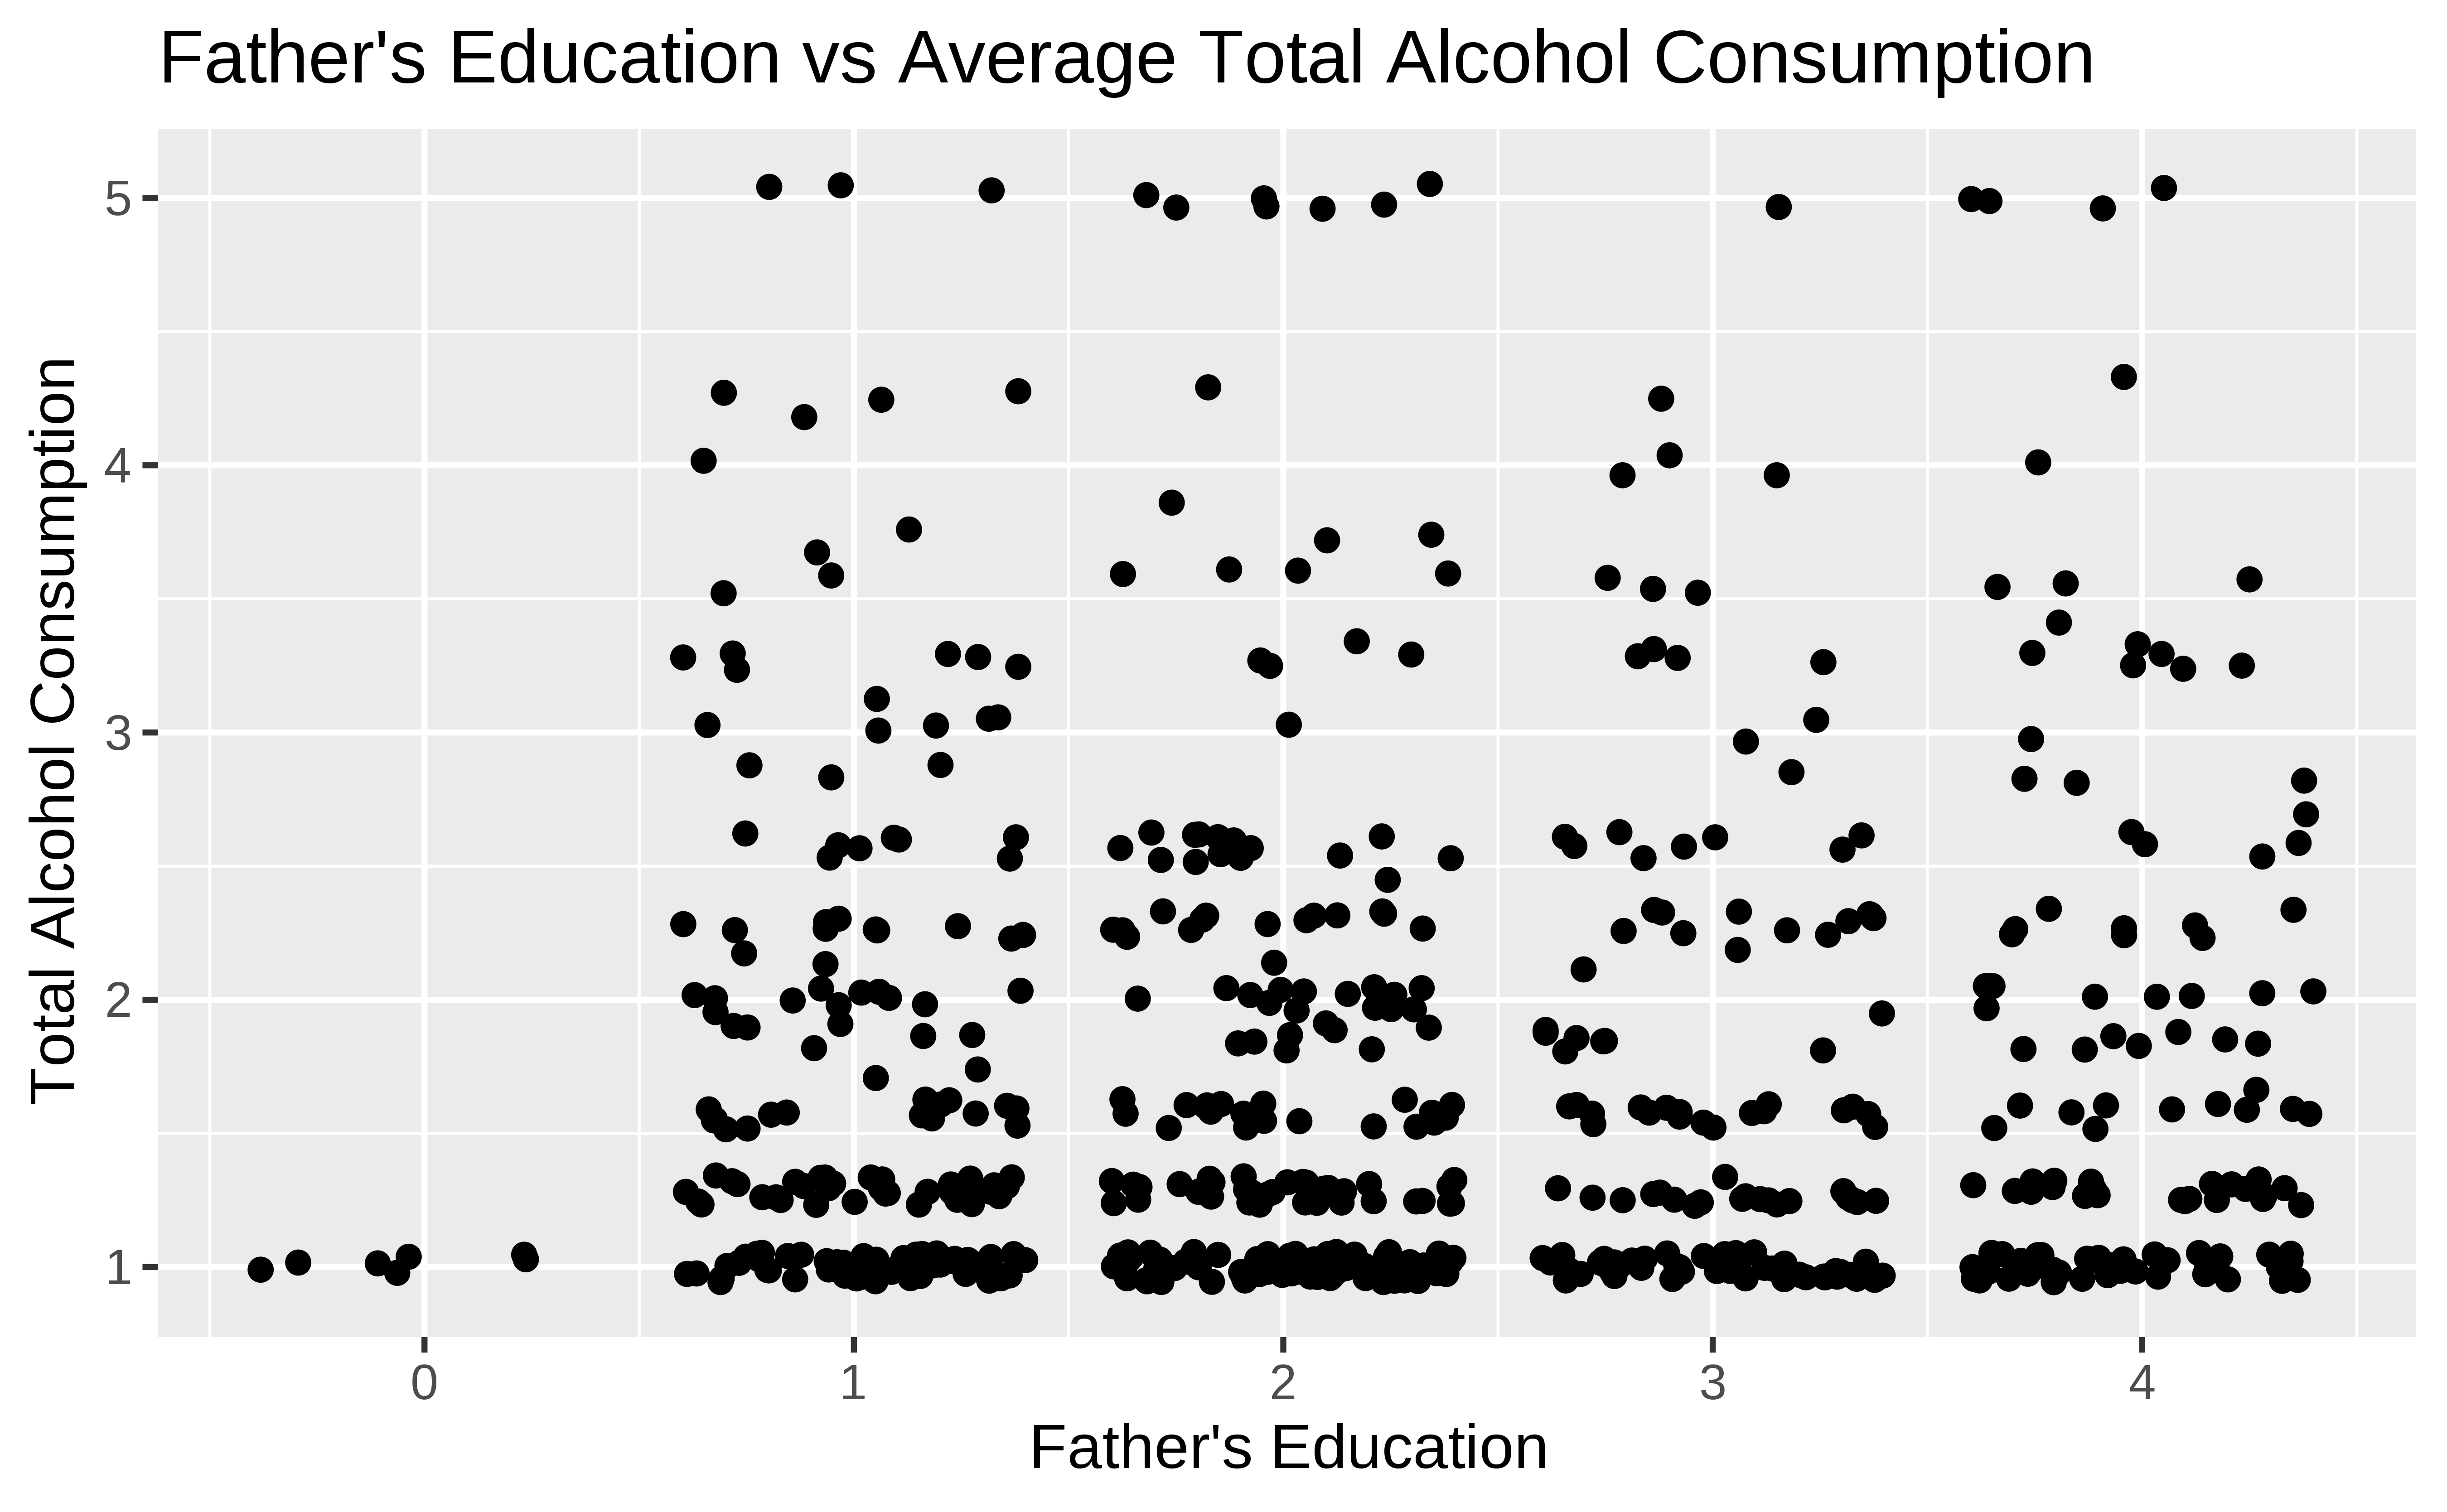 Father's Education vs Average Total Alcohol Consumption
Total Alcohol Consumption
5
4
3
2
1
0 1 2 3 4
Father's Education